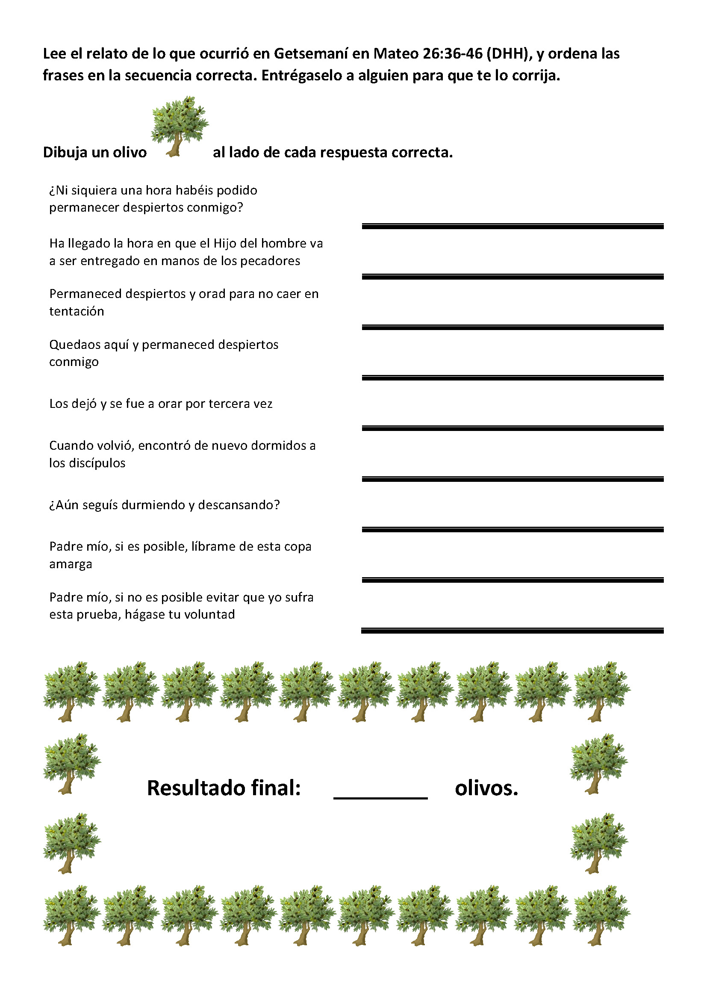 Lee el relato de lo que ocurrió en Getsemaní en Mateo 26:36-46 (DHH), y ordena las
frases en la secuencia correcta. Entrégaselo a alguien para que te lo corrija.
Dibuja un olivo al lado de cada respuesta correcta.
¿Ni siquiera una hora habéis podido
permanecer despiertos conmigo?
Ha llegado la hora en que el Hijo del hombre va
a ser entregado en manos de los pecadores
Permaneced despiertos y orad para no caer en
tentación
Quedaos aquí y permaneced despiertos
conmigo
Los dejó y se fue a orar por tercera vez
Cuando volvió, encontró de nuevo dormidos a
los discípulos
¿Aún seguís durmiendo y descansando?
Padre mío, si es posible, líbrame de esta copa
amarga
Padre mío, si no es posible evitar que yo sufra
esta prueba, hágase tu voluntad
Resultado final: ________ olivos.